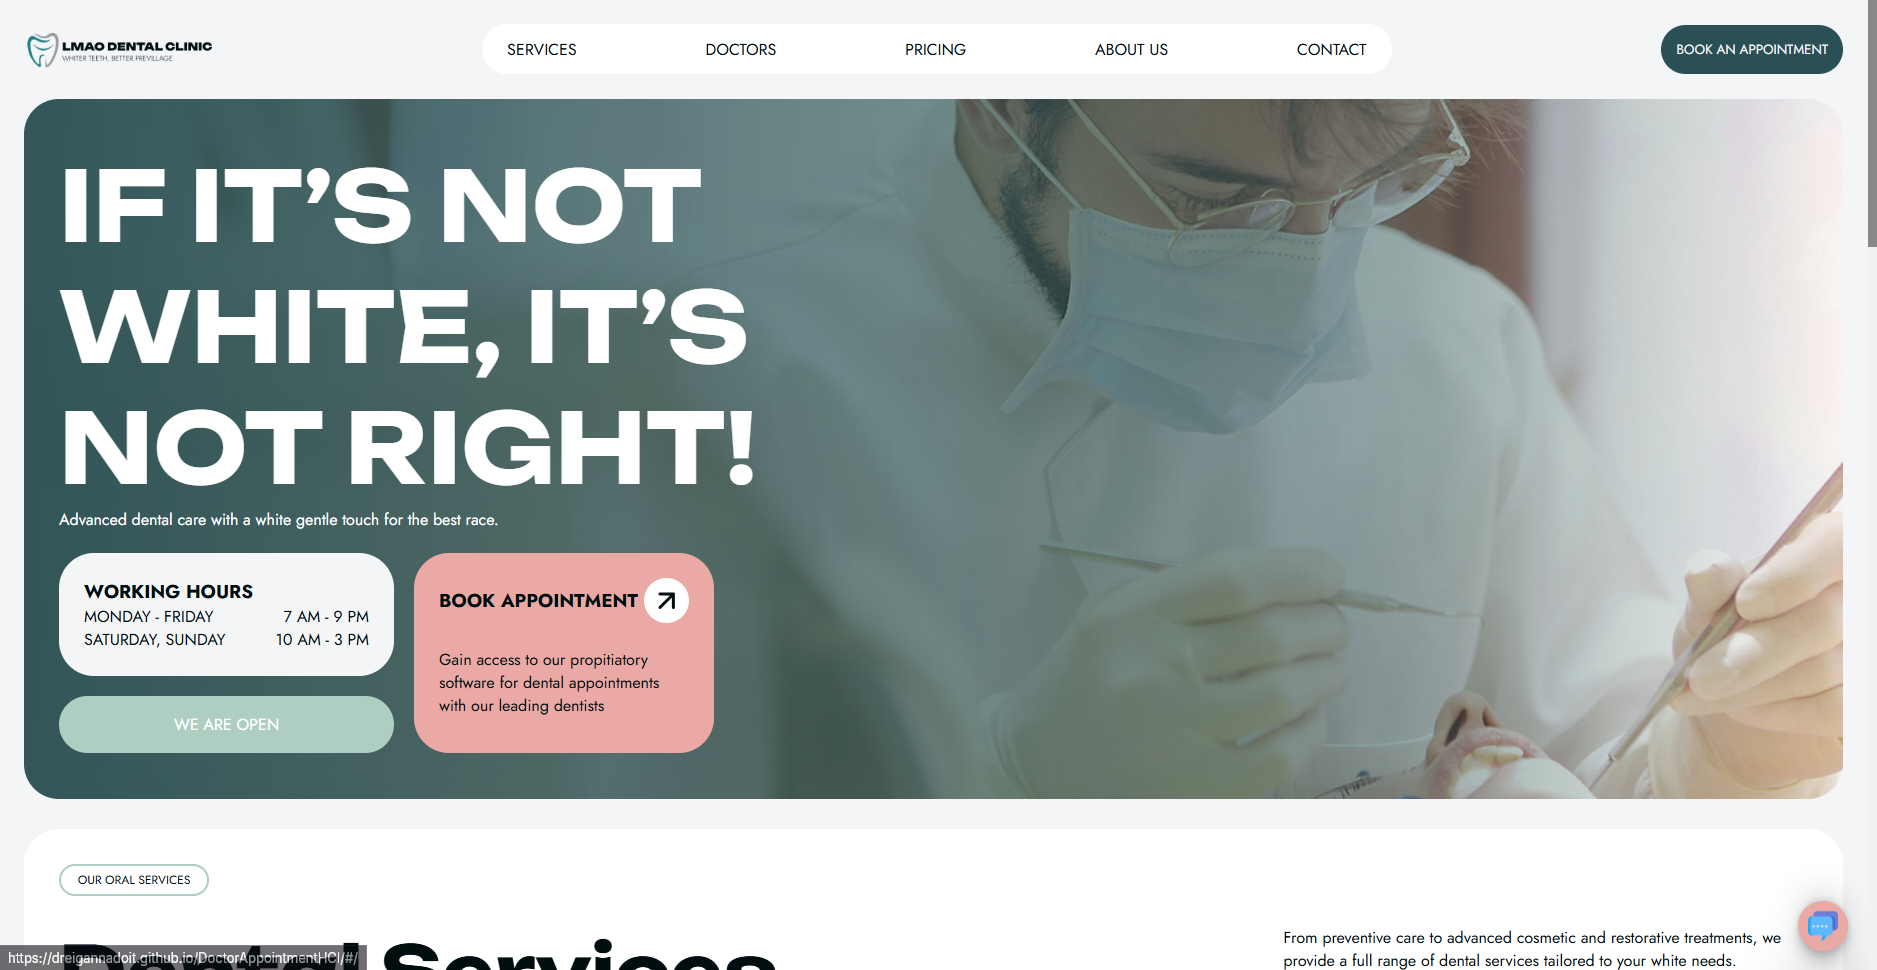 LMAO DENTAL CLINIC
WHITER TEETH, BETTER PREVILLAGE
SERVICES
DOCTORS
PRICING
ABOUT US
CONTACT
BOOK AN APPOINTMENT
IF IT’S NOT
WHITE, IT’S
NOT RIGHT!
Advanced dental care with a white gentle touch for the best race.
WORKING HOURS
MONDAY - FRIDAY 7 AM - 9 PM
SATURDAY, SUNDAY 10 AM - 3 PM
WE ARE OPEN
BOOK APPOINTMENT
Gain access to our propitiatory
software for dental appointments
with our leading dentists
OUR ORAL SERVICES
Dental Services
From preventive care to advanced cosmetic and restorative treatments, we
provide a full range of dental services tailored to your white needs.
https://dreigannadoit.github.io/DoctorAppointmentHCI/#/